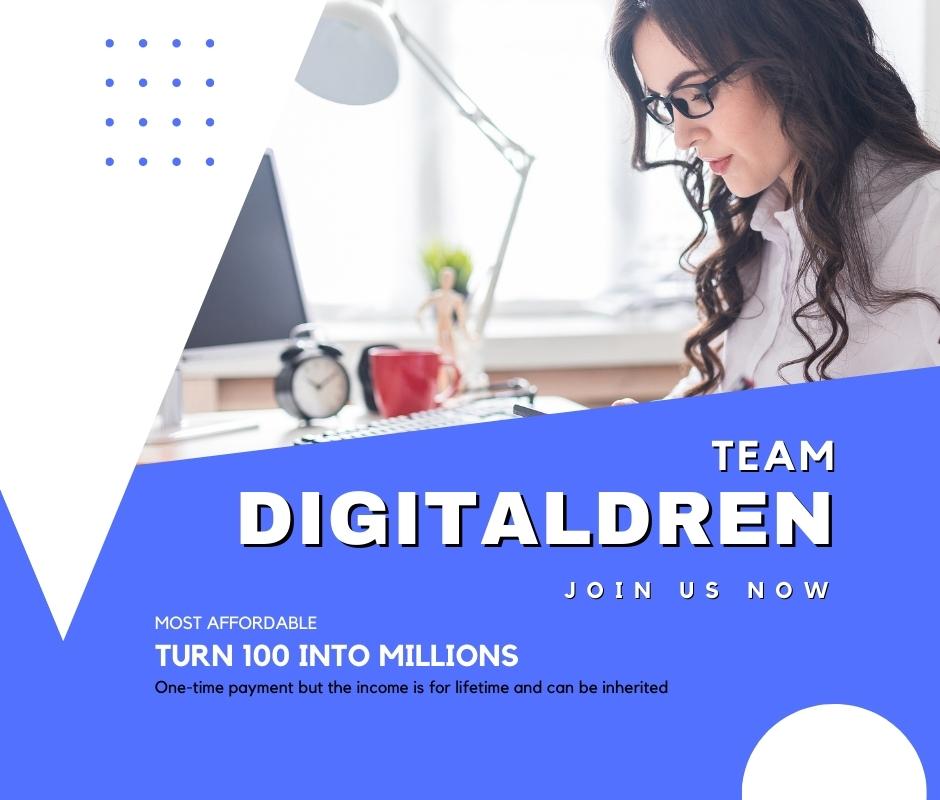 TEAM
DIGITALDREN
JOIN US NOW
MOST AFFORDABLE
TURN 100 INTO MILLIONS
One-time payment but the income is for lifetime and can be inherited